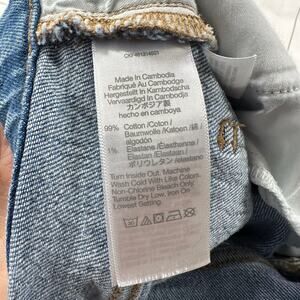 Made In Cambodia
Fabriqué Au Cambodge
Hergestellt In Kambodscha
Vervaardigd In Cambodja
カンボジア製
hecho en camboya
99% Cotton /Coton /
Baumwolle /Katoen /綿 /
algodón
1% Elastane /Élasthanne /
Elastan /Elastaan /
ポリウレタン /elastano
Turn Inside Out. Machine
Wash Cold With Like Colors.
Non-Chlorine Bleach Only.
Tumble Dry Low. Iron On
Lowest Setting.